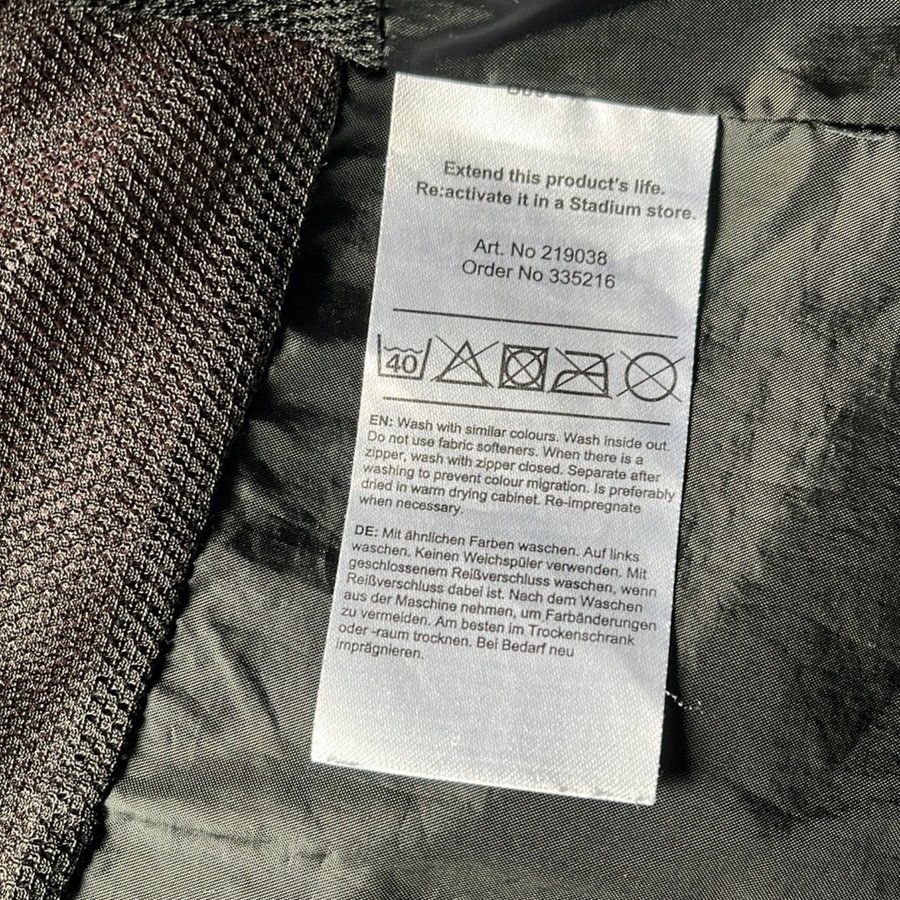 Extend this product's life.
Re:activate it in a Stadium store.
Art. No 219038
Order No 335216
40
EN: Wash with similar colours. Wash inside out.
Do not use fabric softeners. When there is a
zipper, wash with zipper closed. Separate after
washing to prevent colour migration. Is preferably
dried in warm drying cabinet. Re-impregnate
when necessary.
DE: Mit ähnlichen Farben waschen. Auf links
waschen. Keinen Weichspüler verwenden. Mit
geschlossenem Reißverschluss waschen, wenn
Reißverschluss dabei ist. Nach dem Waschen
aus der Maschine nehmen, um Farbänderungen
zu vermeiden. Am besten im Trockenschrank
oder -raum trocknen. Bei Bedarf neu
imprägnieren.